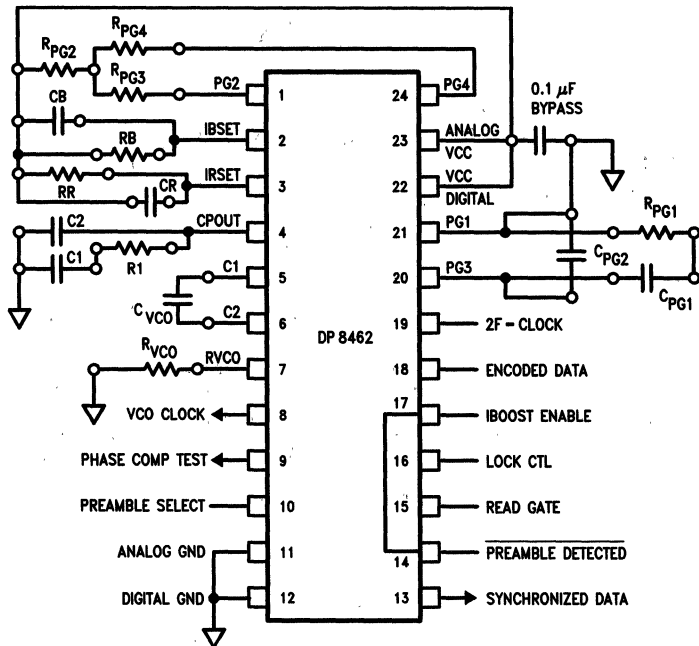 RPG4
RPG2
RPG3
PG2
1
24
PG4
0.1 µF
BYPASS
CB
IBSET
2
23
ANALOG
VCC
RB
RR
CR
IRSET
3
22
VCC
DIGITAL
C2
CPOUT
4
21
PG1
RPG1
C1
R1
CPG2
C1
5
20
PG3
CPG1
CVCO
C2
6
19
2F-CLOCK
DP8462
RVCO
RVCO
7
18
ENCODED DATA
VCO CLOCK
8
17
IBOOST ENABLE
PHASE COMP TEST
9
16
LOCK CTL
PREAMBLE SELECT
10
15
READ GATE
ANALOG GND
11
14
PREAMBLE DETECTED
DIGITAL GND
12
13
SYNCHRONIZED DATA